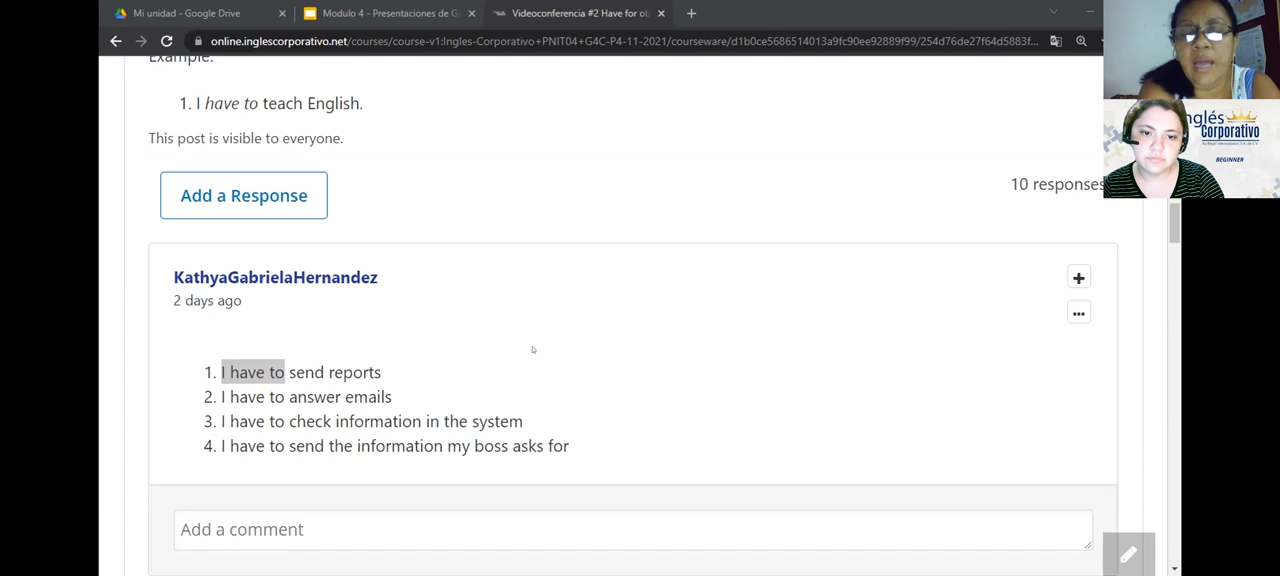 Mi unidad - Google Drive
Modulo 4 - Presentaciones de G
Videoconferencia #2 Have for ob
online.inglescorporativo.net/courses/course-v1:Ingles-Corporativo+PNIT04+G4C-P4-11-2021/courseware/d1b0ce5686514013a9fc90ee92889f99/254d76de27f64d5883f...
Example:
1. I have to teach English.
This post is visible to everyone.
Add a Response
10 responses
KathyaGabrielaHernandez
2 days ago
1. I have to send reports
2. I have to answer emails
3. I have to check information in the system
4. I have to send the information my boss asks for
Add a comment
nglés
Corporativo
BEGINNER